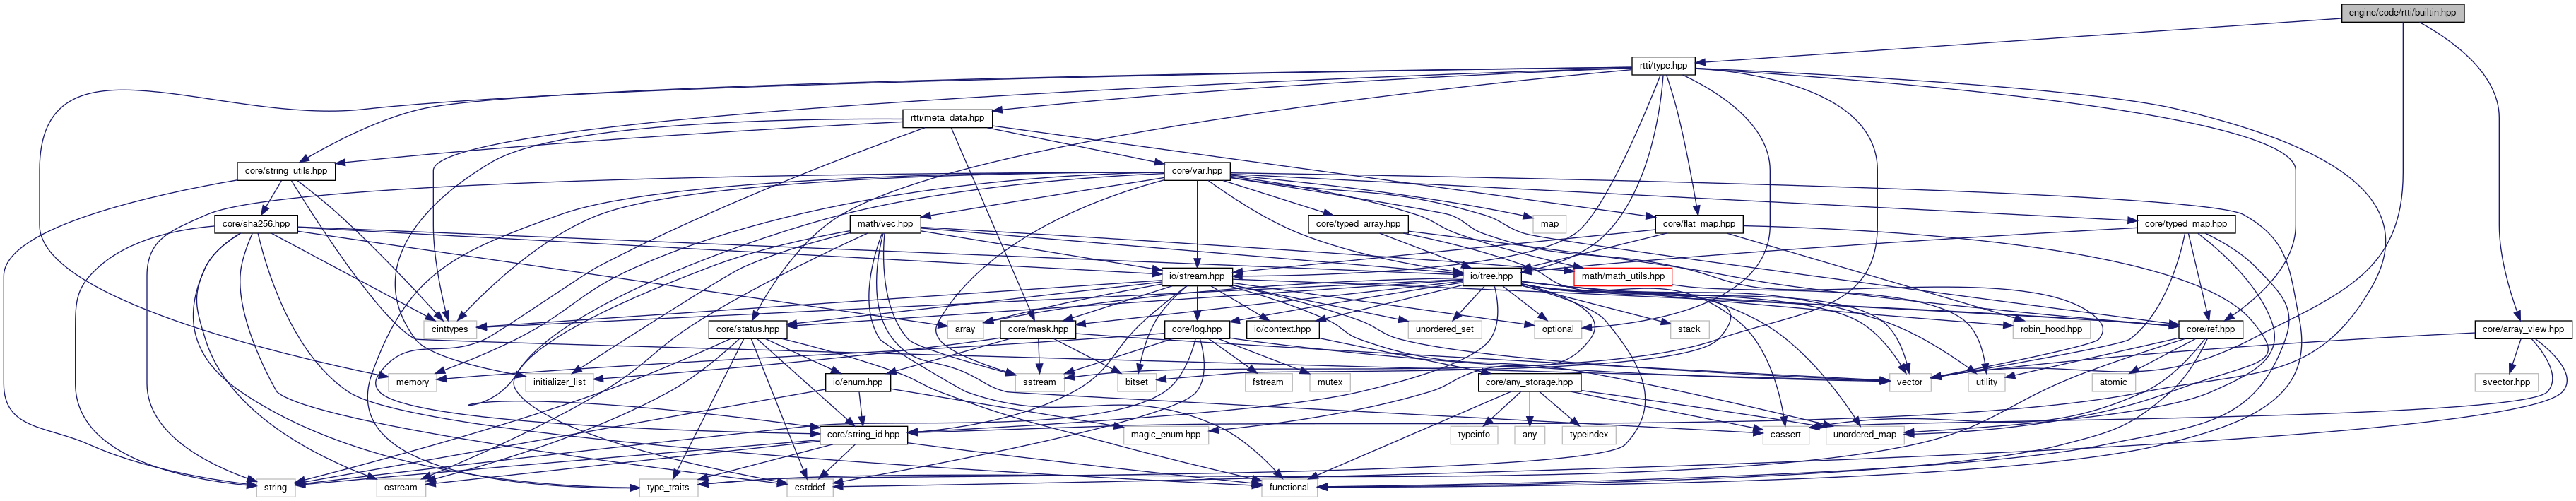 engine/code/rtti/builtin.hpp
rtti/type.hpp
rtti/meta_data.hpp
core/string_utils.hpp
core/var.hpp
core/sha256.hpp
math/vec.hpp
core/typed_array.hpp
map
core/flat_map.hpp
core/typed_map.hpp
io/stream.hpp
io/tree.hpp
math/math_utils.hpp
cinttypes
core/status.hpp
array
core/mask.hpp
core/log.hpp
io/context.hpp
unordered_set
optional
stack
robin_hood.hpp
core/ref.hpp
core/array_view.hpp
memory
initializer_list
io/enum.hpp
sstream
bitset
fstream
mutex
core/any_storage.hpp
vector
utility
atomic
svector.hpp
core/string_id.hpp
magic_enum.hpp
typeinfo
any
typeindex
cassert
unordered_map
string
ostream
type_traits
cstddef
functional